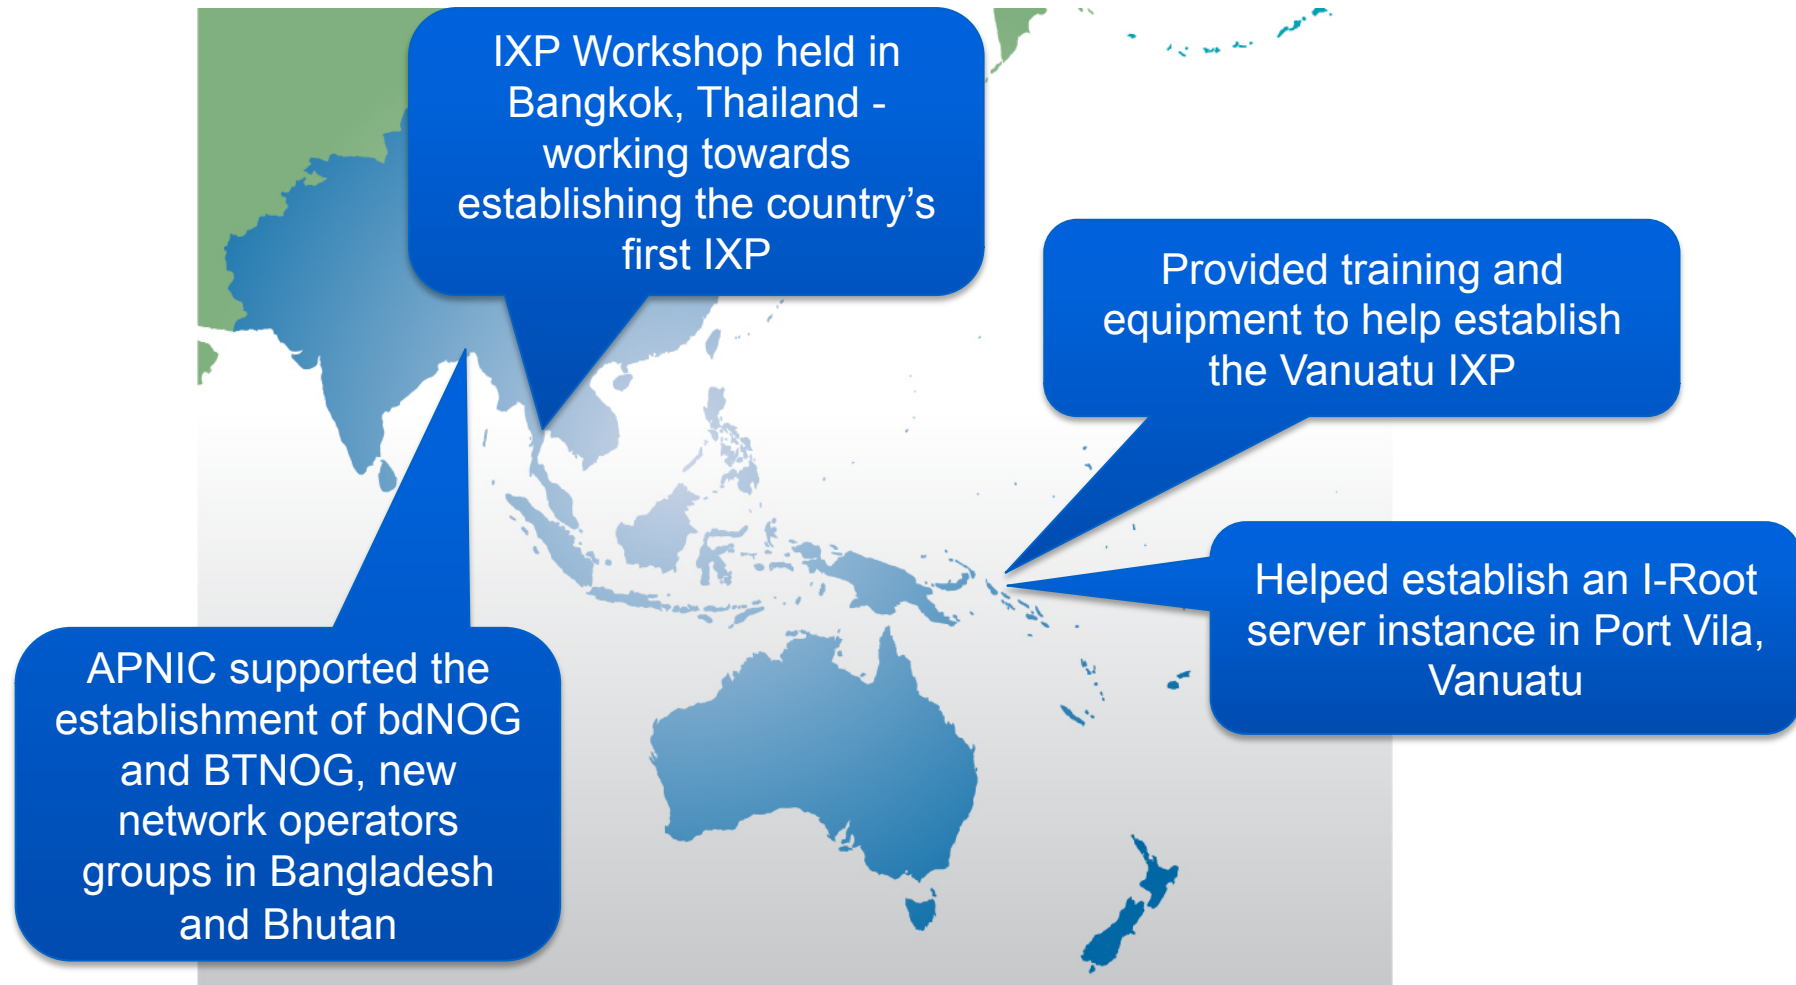 IXP Workshop held in
Bangkok, Thailand -
working towards
establishing the country’s
first IXP
Provided training and
equipment to help establish
the Vanuatu IXP
Helped establish an I-Root
server instance in Port Vila,
Vanuatu
APNIC supported the
establishment of bdNOG
and BTNOG, new
network operators
groups in Bangladesh
and Bhutan